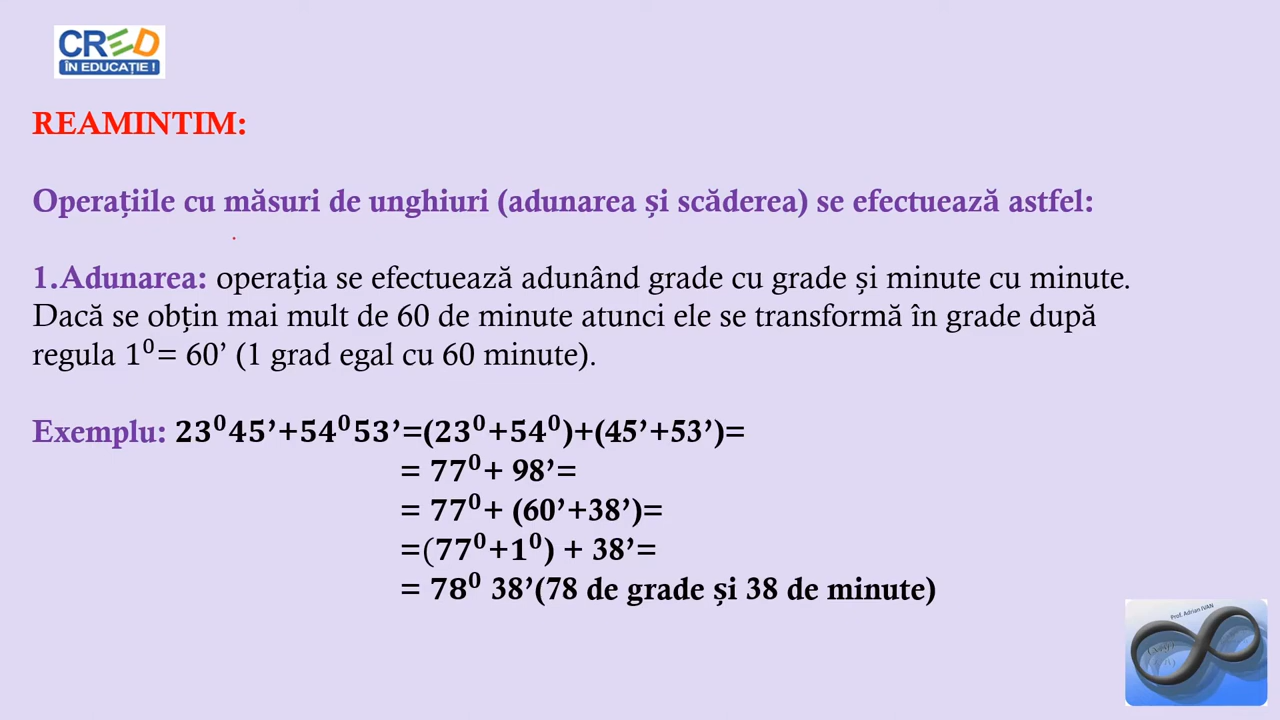 CRED
ÎN EDUCAȚIE !
REAMINTIM:
Operațiile cu măsuri de unghiuri (adunarea și scăderea) se efectuează astfel:
1.Adunarea: operația se efectuează adunând grade cu grade și minute cu minute.
Dacă se obțin mai mult de 60 de minute atunci ele se transformă în grade după
regula 1⁰= 60’ (1 grad egal cu 60 minute).
Exemplu: 23⁰45’+54⁰53’=(23⁰+54⁰)+(45’+53’)=
= 77⁰+ 98’=
= 77⁰+ (60’+38’)=
=(77⁰+1⁰) + 38’=
= 78⁰ 38’(78 de grade și 38 de minute)
Prof. Adrian IVAN